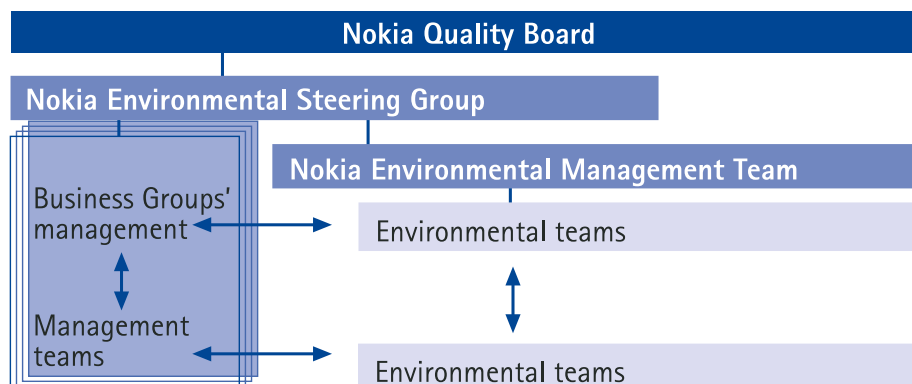 Nokia Quality Board
Nokia Environmental Steering Group
Nokia Environmental Management Team
Business Groups'
management
Environmental teams
Management
teams
Environmental teams